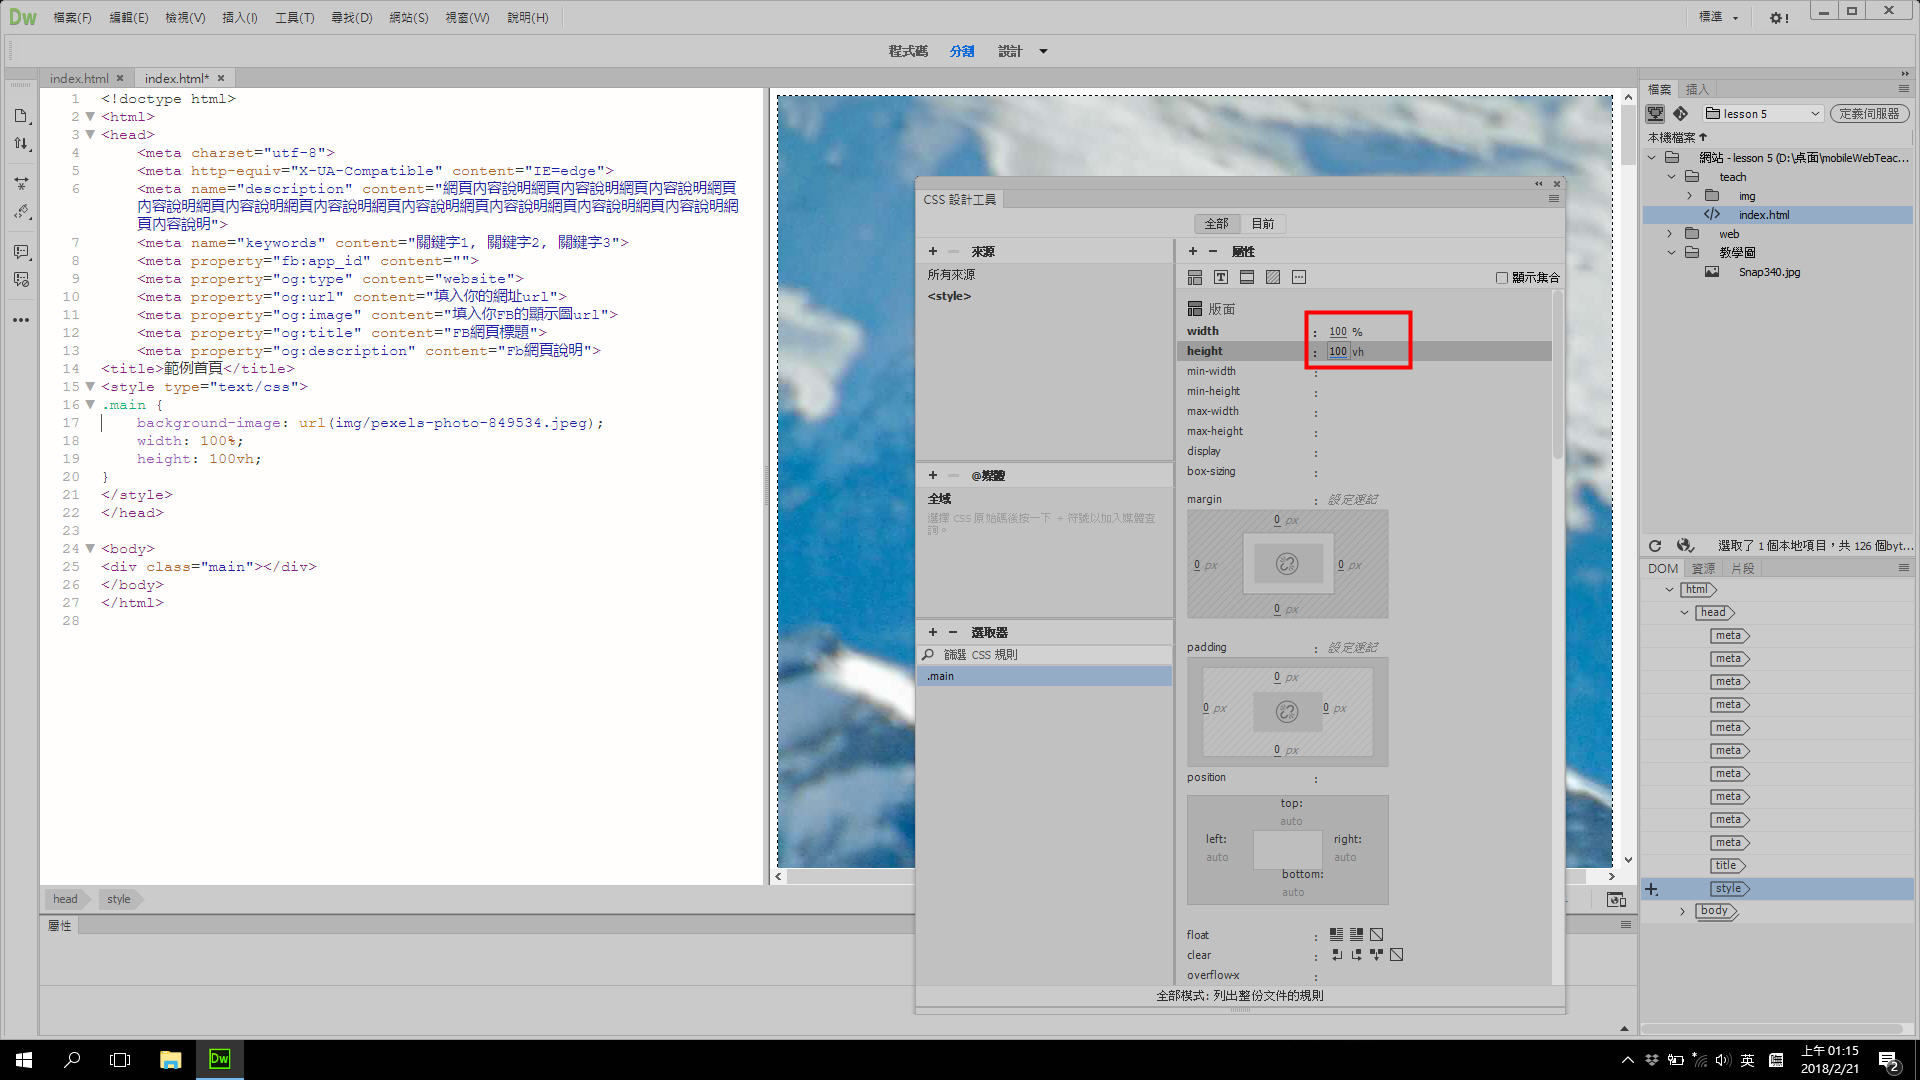 Dw 檔案(F) 編輯(E) 檢視(V) 插入(I) 工具(T) 尋找(D) 網站(S) 視窗(W) 說明(H) 標準
程式碼 分割 設計
index.html index.html*
1 <!doctype html>
2 <html>
3 <head>
4 <meta charset="utf-8">
5 <meta http-equiv="X-UA-Compatible" content="IE=edge">
6 <meta name="description" content="網頁內容說明網頁內容說明網頁內容說明網頁
內容說明網頁內容說明網頁內容說明網頁內容說明網頁內容說明網頁內容說明網頁內容說明網
頁內容說明">
7 <meta name="keywords" content="關鍵字1, 關鍵字2, 關鍵字3">
8 <meta property="fb:app_id" content="">
9 <meta property="og:type" content="website">
10 <meta property="og:url" content="填入你的網址url">
11 <meta property="og:image" content="填入你FB的顯示圖url">
12 <meta property="og:title" content="FB網頁標題">
13 <meta property="og:description" content="Fb網頁說明">
14 <title>範例首頁</title>
15 <style type="text/css">
16 .main {
17 background-image: url(img/pexels-photo-849534.jpeg);
18 width: 100%;
19 height: 100vh;
20 }
21 </style>
22 </head>
23
24 <body>
25 <div class="main"></div>
26 </body>
27 </html>
28
head style
屬性
CSS 設計工具
全部 目前
+ − 來源
所有來源
<style>
+ − @媒體
全域
選擇 CSS 原始碼後按一下 + 符號以加入媒體查
詢。
+ − 選取器
篩選 CSS 規則
.main
+ − 屬性
顯示集合
版面
width : 100 %
height : 100 vh
min-width :
min-height :
max-width :
max-height :
display :
box-sizing :
margin : 設定速記
0 px
0 px 0 px
0 px
padding : 設定速記
0 px
0 px 0 px
0 px
position :
top:
auto
left: right:
auto auto
bottom:
auto
float :
clear :
overflow-x :
全部模式: 列出整份文件的規則
檔案 插入
lesson 5 定義伺服器
本機檔案
網站 - lesson 5 (D:\桌面\mobileWebTeac...
teach
img
index.html
web
教學圖
Snap340.jpg
選取了 1 個本地項目，共 126 個byt...
DOM 資源 片段
html
head
meta
meta
meta
meta
meta
meta
meta
meta
meta
meta
title
style
body
Dw
英
上午 01:15
2018/2/21
2